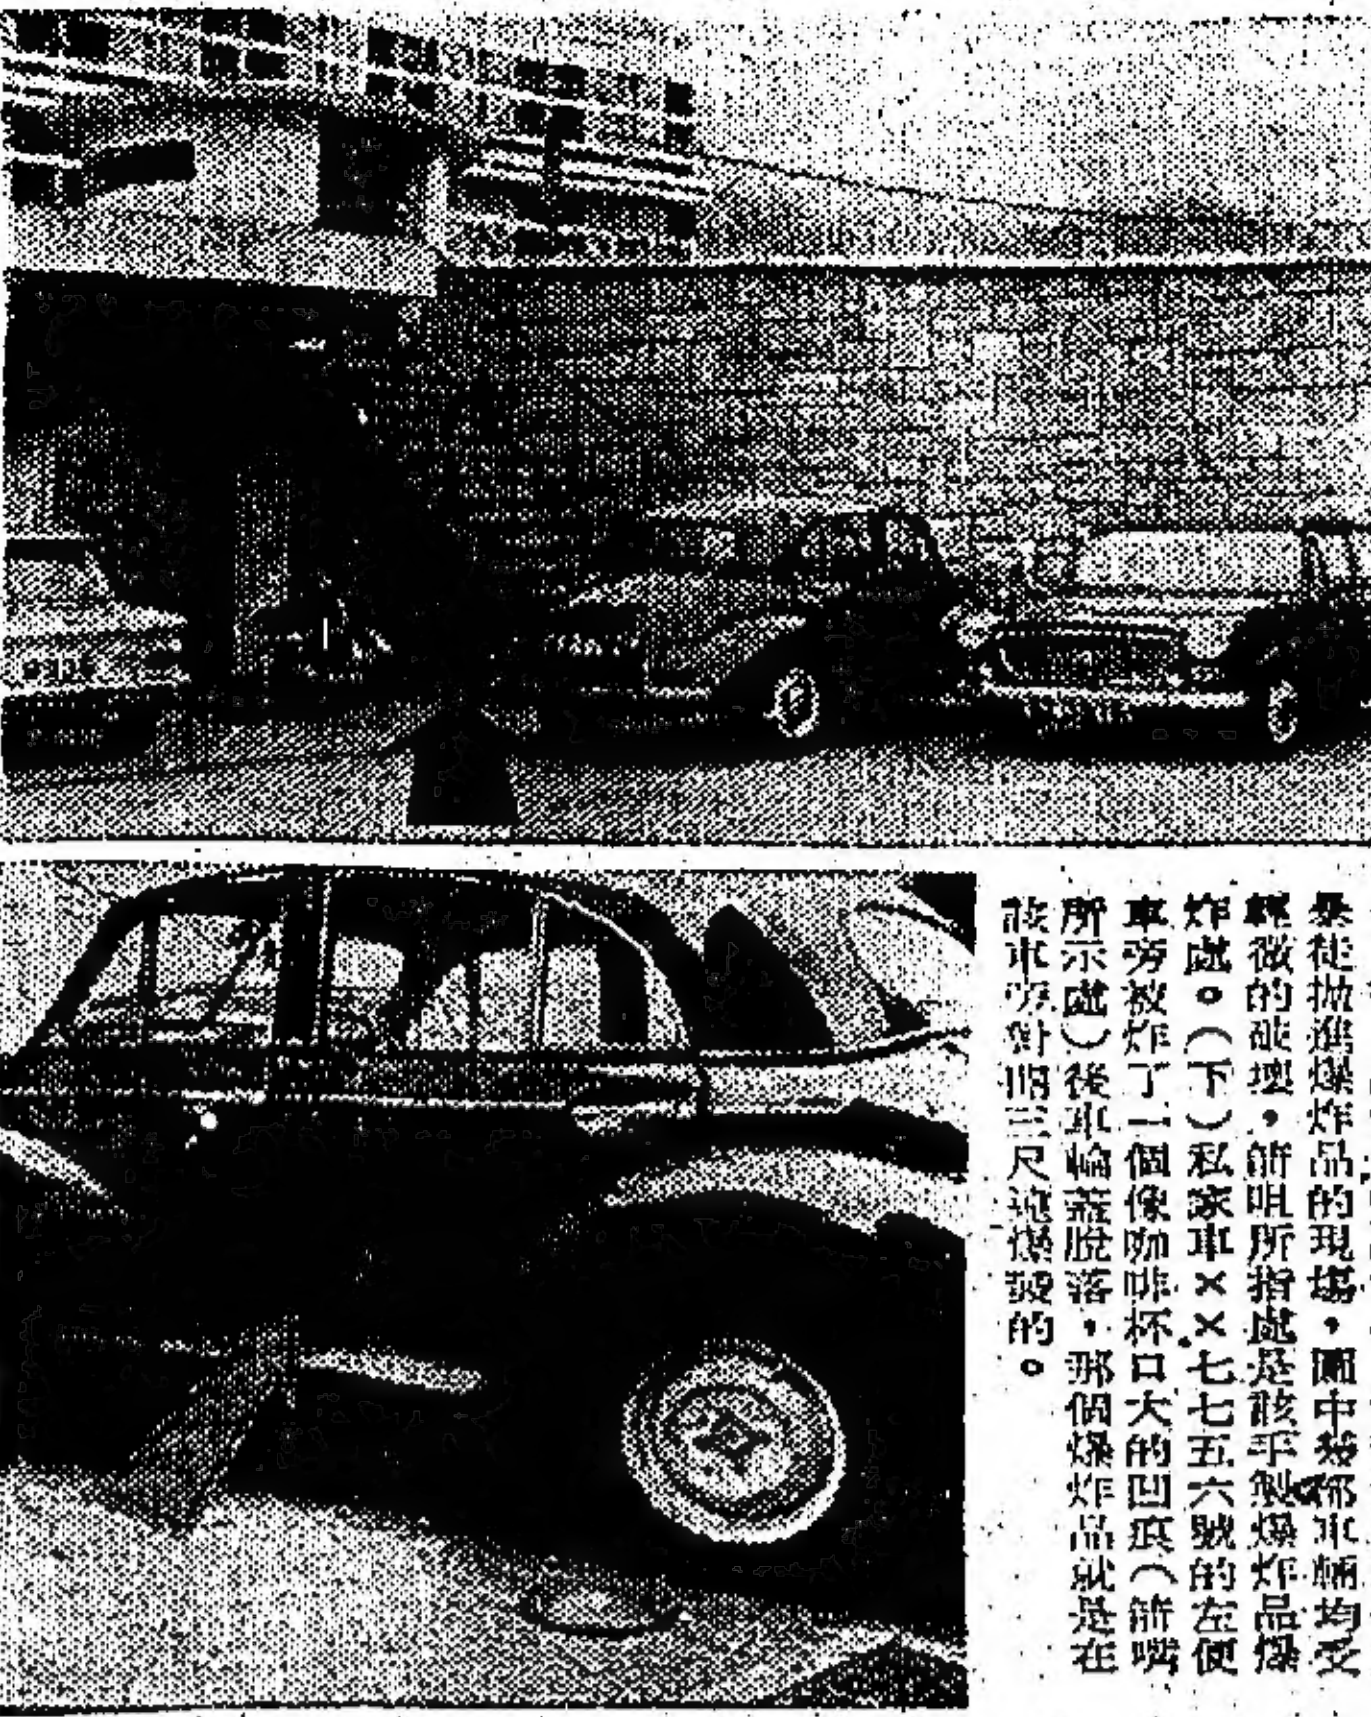 暴徒拋進爆炸品的現場，圖中幾部車輛均受
輕微的破壞，箭咀所指處是該手製爆炸品爆
炸處。（下）私家車××七七五六號的左便
車旁被炸了一個像咖啡杯口大的凹痕（箭嘴
所示處）後車輪蓋脫落，那個爆炸品就是在
該車旁對開三尺地爆發的。